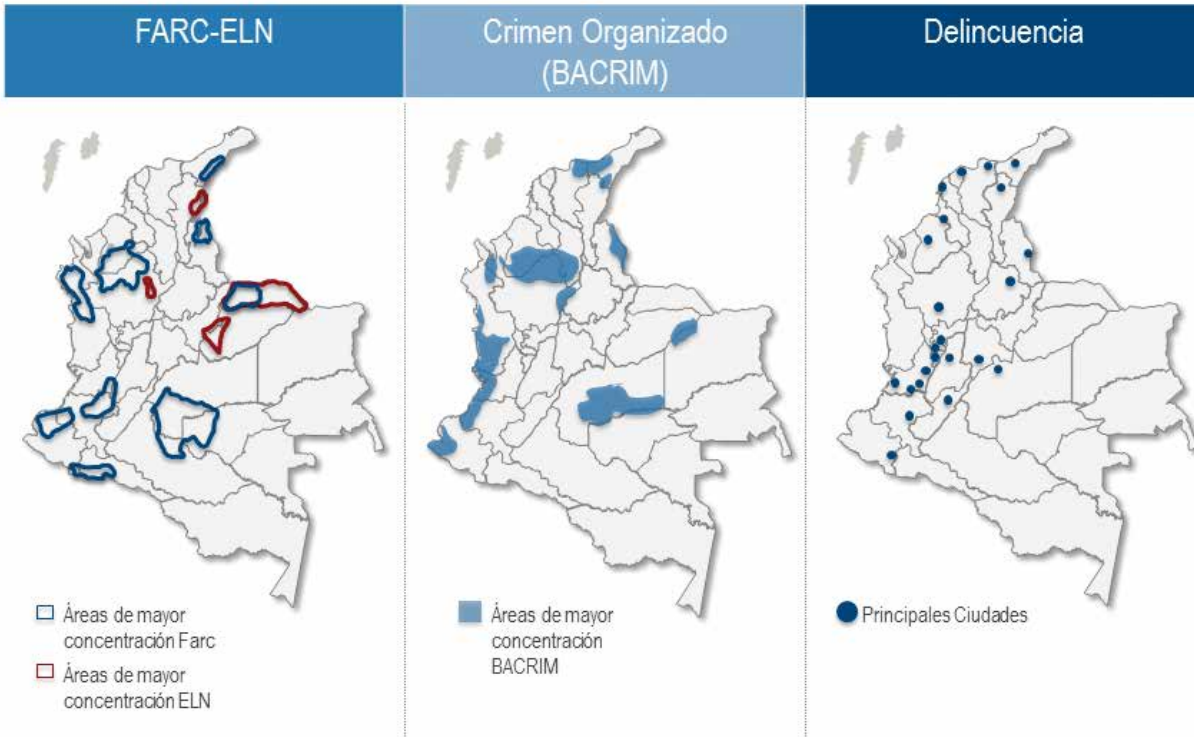 FARC-ELN
Crimen Organizado
(BACRIM)
Delincuencia
Áreas de mayor
concentración Farc
Áreas de mayor
concentración ELN
Áreas de mayor
concentración
BACRIM
Principales Ciudades